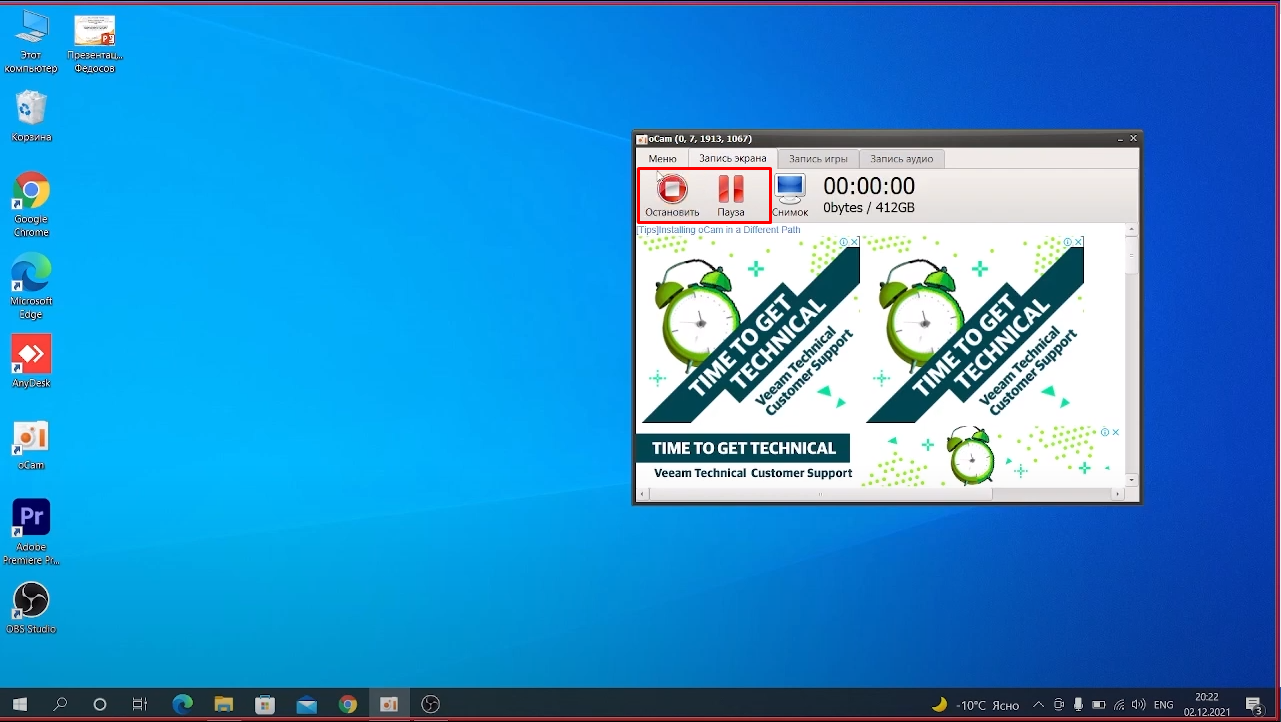 Этот
компьютер
Презентац...
Федосов
Корзина
Google
Chrome
Microsoft
Edge
AnyDesk
oCam
Pr
Adobe
Premiere Pr...
OBS Studio
oCam (0, 7, 1913, 1067)
Меню
Запись экрана
Запись игры
Запись аудио
Остановить
Пауза
Снимок
00:00:00
0bytes / 412GB
[Tips]Installing oCam in a Different Path
TIME TO GET
TECHNICAL
Veeam Technical
Customer Support
TIME TO GET
TECHNICAL
Veeam Technical
Customer Support
TIME TO GET TECHNICAL
Veeam Technical Customer Support
-10°C Ясно
ENG
20:22
02.12.2021
3